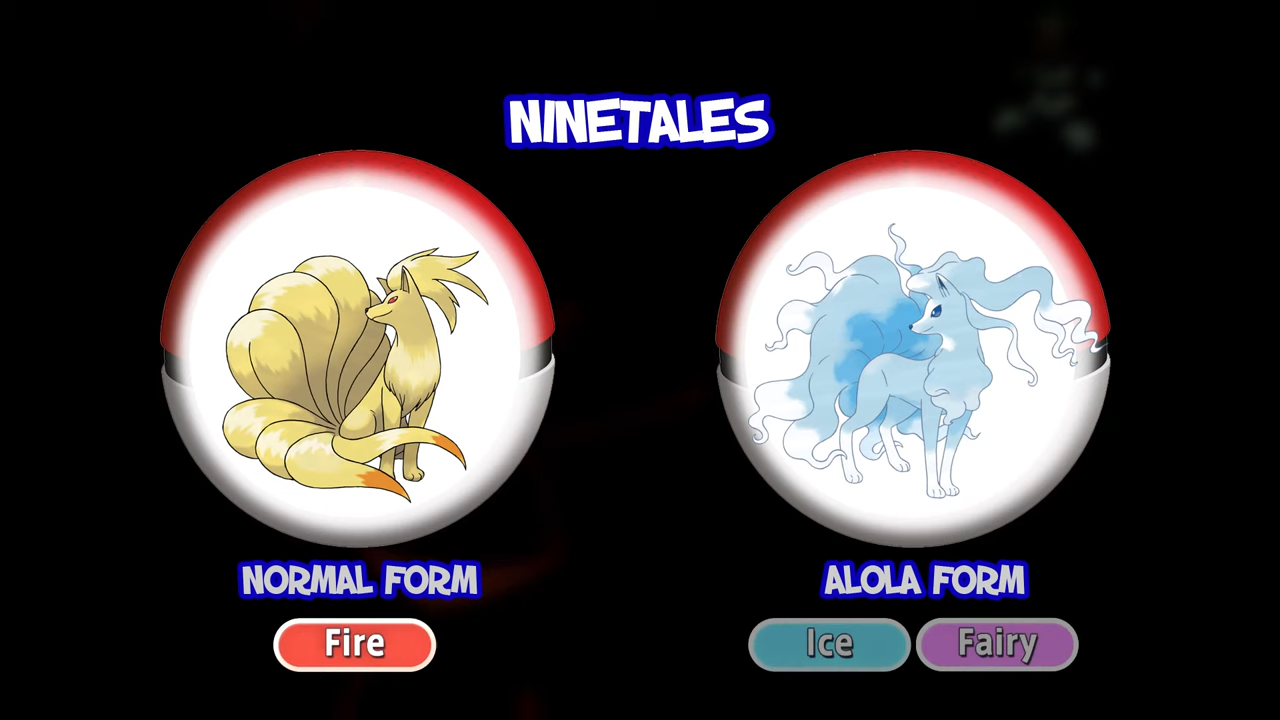 NINETALES
NORMAL FORM
ALOLA FORM
Fire
Ice
Fairy